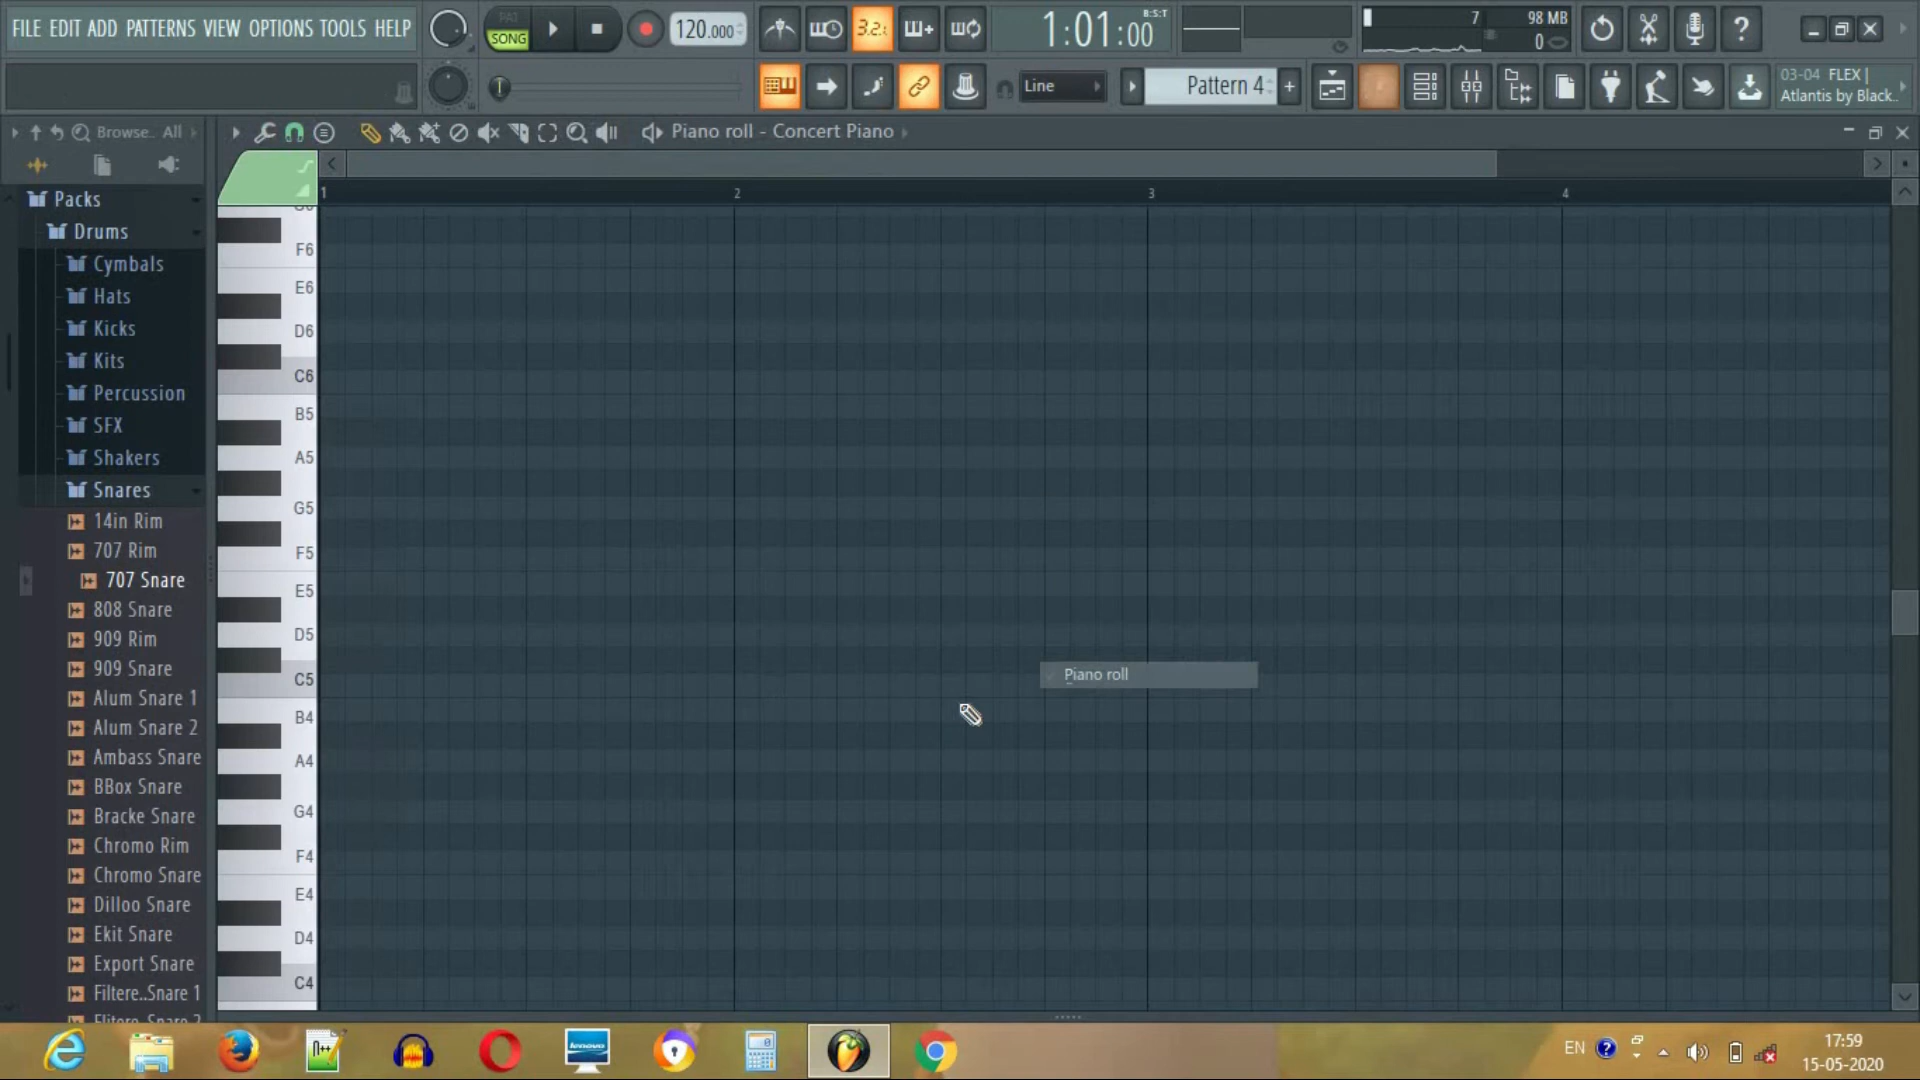 FILE EDIT ADD PATTERNS VIEW OPTIONS TOOLS HELP
PAT
SONG
120.000
3.2.
1:01:00
B:S:T
7
98 MB
0
Line
Pattern 4
03-04 FLEX |
Atlantis by Black..
Browse.. All
Piano roll - Concert Piano
1 2 3 4
Packs
Drums
Cymbals
Hats
Kicks
Kits
Percussion
SFX
Shakers
Snares
14in Rim
707 Rim
707 Snare
808 Snare
909 Rim
909 Snare
Alum Snare 1
Alum Snare 2
Ambass Snare
BBox Snare
Bracke Snare
Chromo Rim
Chromo Snare
Dilloo Snare
Ekit Snare
Export Snare
Filtere..Snare 1
F6
E6
D6
C6
B5
A5
G5
F5
E5
D5
C5
B4
A4
G4
F4
E4
D4
C4
Piano roll
lenovo
EN
17:59
15-05-2020